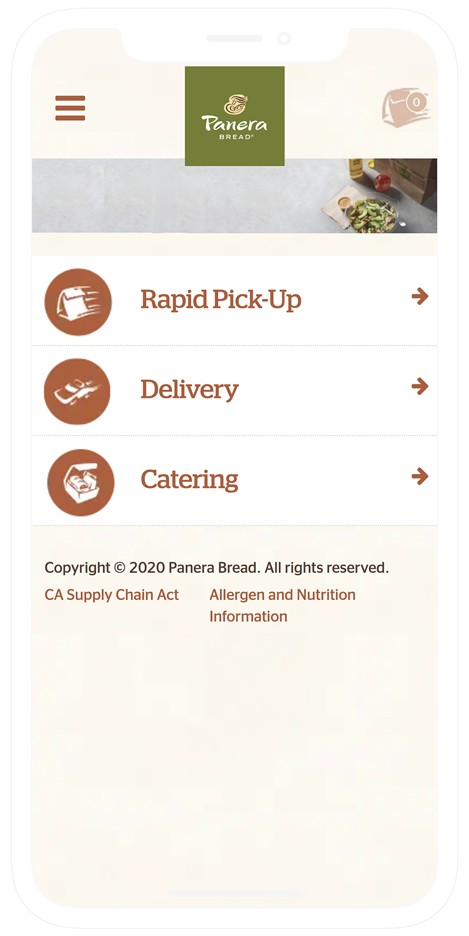 0
Panera
BREAD®
Rapid Pick-Up
Delivery
Catering
Copyright © 2020 Panera Bread. All rights reserved.
CA Supply Chain Act
Allergen and Nutrition
Information